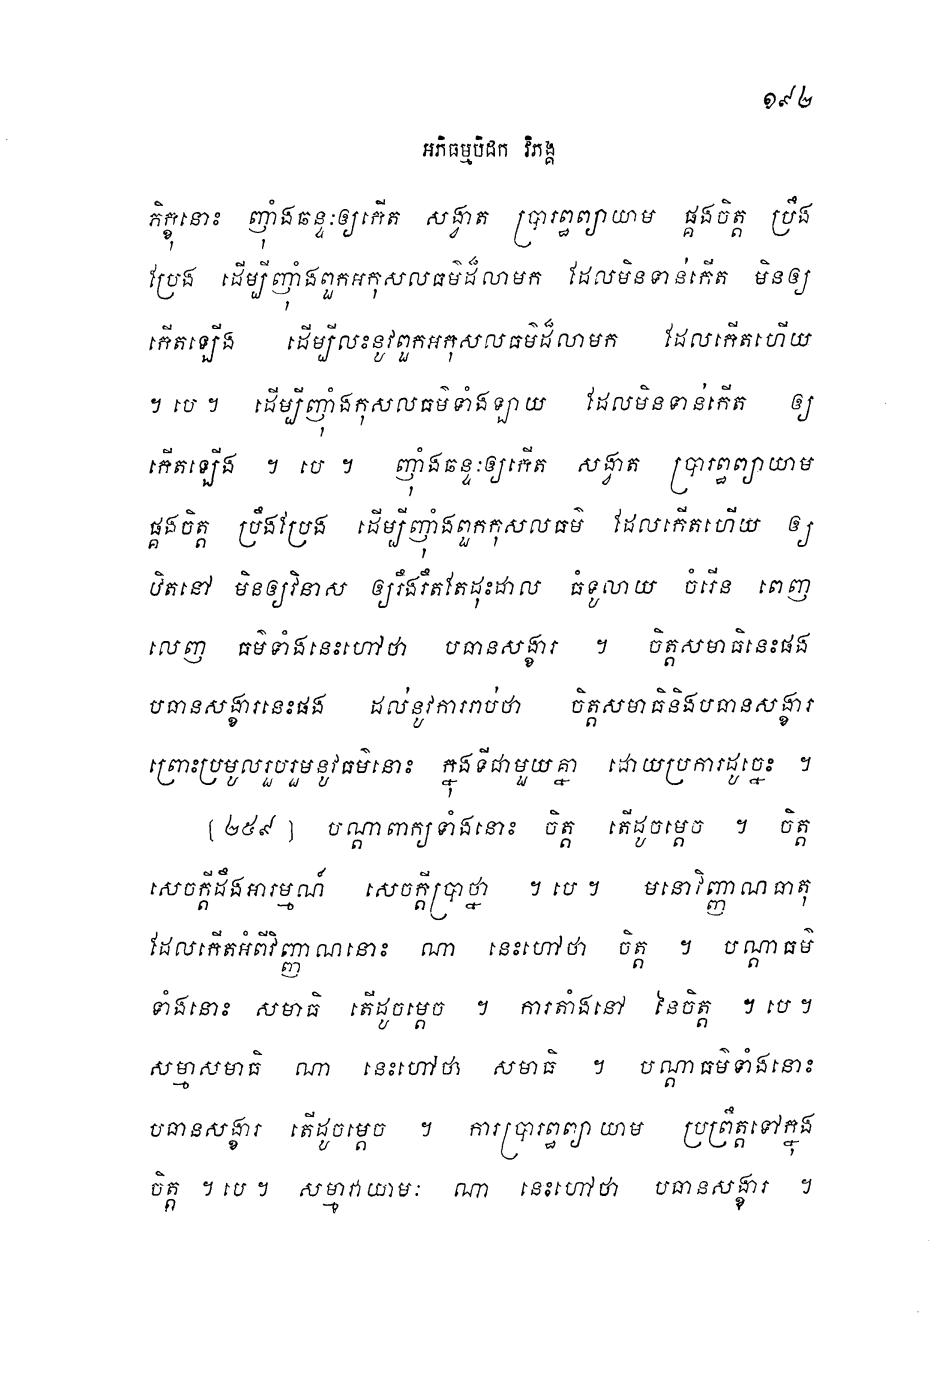 ១៩២
អភិធម្មបិដក វិភង្គ
ភិក្ខុនោះ ញុំាងឆន្ទៈឲ្យកើត សង្វាត ប្រារព្ធព្យាយាម ផ្គងចិត្ត ប្រឹង
ប្រែង ដើម្បីញុំាងពួកអកុសលធម៌ដ៏លាមក ដែលមិនទាន់កើត មិនឲ្យ
កើតឡើង ដើម្បីលះនូវពួកអកុសលធម៌ដ៏លាមក ដែលកើតហើយ
។ បេ ។ ដើម្បីញុំាងកុសលធម៌ទាំងឡាយ ដែលមិនទាន់កើត ឲ្យ
កើតឡើង ។ បេ ។ ញុំាងឆន្ទៈឲ្យកើត សង្វាត ប្រារព្ធព្យាយាម
ផ្គងចិត្ត ប្រឹងប្រែង ដើម្បីញុំាងពួកកុសលធម៌ ដែលកើតហើយ ឲ្យ
ឋិតនៅ មិនឲ្យវិនាស ឲ្យរឹងរឹតតែដុះដាល ធំទូលាយ ចំរើន ពេញ
លេញ ធម៌ទាំងនេះហៅថា បធានសង្ខារ ។ ចិត្តសមាធិនេះផង
បធានសង្ខារនេះផង ដល់នូវការរាប់ថា ចិត្តសមាធិនិងបធានសង្ខារ
ព្រោះប្រមូលរួបរួមនូវធម៌នោះ ក្នុងទីជាមួយគ្នា ដោយប្រការដូច្នេះ ។
[ ២៥៩ ] បណ្តាពាក្យទាំងនោះ ចិត្ត តើដូចម្តេច ។ ចិត្ត
សេចក្តីដឹងអារម្មណ៍ សេចក្តីប្រាថ្នា ។ បេ ។ មនោវិញ្ញាណធាតុ
ដែលកើតអំពីវិញ្ញាណនោះ ណា នេះហៅថា ចិត្ត ។ បណ្តាធម៌
ទាំងនោះ សមាធិ តើដូចម្តេច ។ ការតាំងនៅ នៃចិត្ត ។ បេ ។
សម្មាសមាធិ ណា នេះហៅថា សមាធិ ។ បណ្តាធម៌ទាំងនោះ
បធានសង្ខារ តើដូចម្តេច ។ ការប្រារព្ធព្យាយាម ប្រព្រឹត្តទៅក្នុង
ចិត្ត ។ បេ ។ សម្មាវាយាមៈ ណា នេះហៅថា បធានសង្ខារ ។